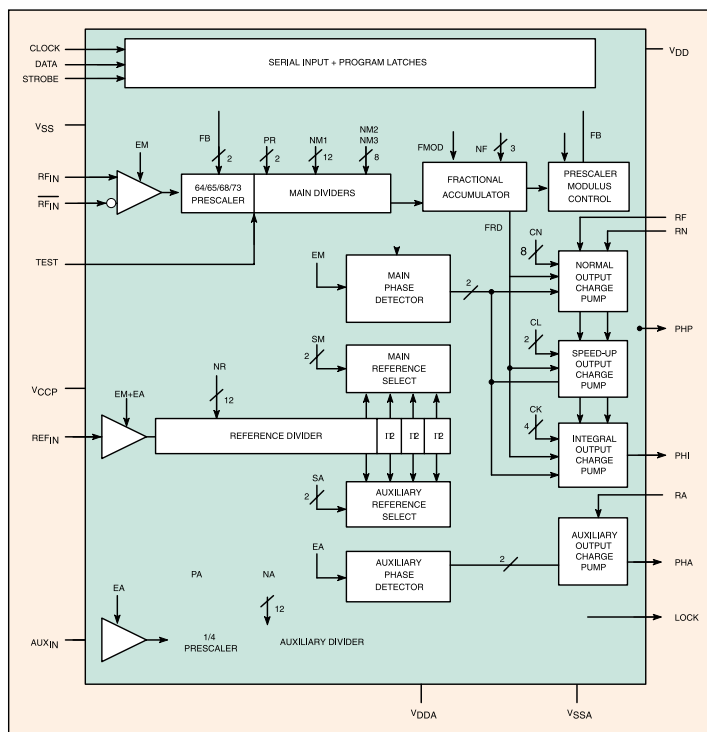 CLOCK
DATA
STROBE
SERIAL INPUT + PROGRAM LATCHES
VDD
VSS
EM
FB
2
PR
2
NM1
12
NM2
NM3
8
FMOD
NF
3
FB
RFIN
RFIN
64/65/68/73
PRESCALER
MAIN DIVIDERS
FRACTIONAL
ACCUMULATOR
PRESCALER
MODULUS
CONTROL
TEST
FRD
RF
RN
EM
MAIN
PHASE
DETECTOR
2
CN
8
NORMAL
OUTPUT
CHARGE
PUMP
PHP
SM
2
MAIN
REFERENCE
SELECT
CL
2
SPEED-UP
OUTPUT
CHARGE
PUMP
VCCP
EM+EA
NR
12
REFIN
REFERENCE DIVIDER
Π2
Π2
Π2
CK
4
INTEGRAL
OUTPUT
CHARGE
PUMP
PHI
SA
2
AUXILIARY
REFERENCE
SELECT
RA
EA
AUXILIARY
PHASE
DETECTOR
2
AUXILIARY
OUTPUT
CHARGE
PUMP
PHA
EA
PA
NA
12
LOCK
AUXIN
1/4
PRESCALER
AUXILIARY DIVIDER
VDDA
VSSA